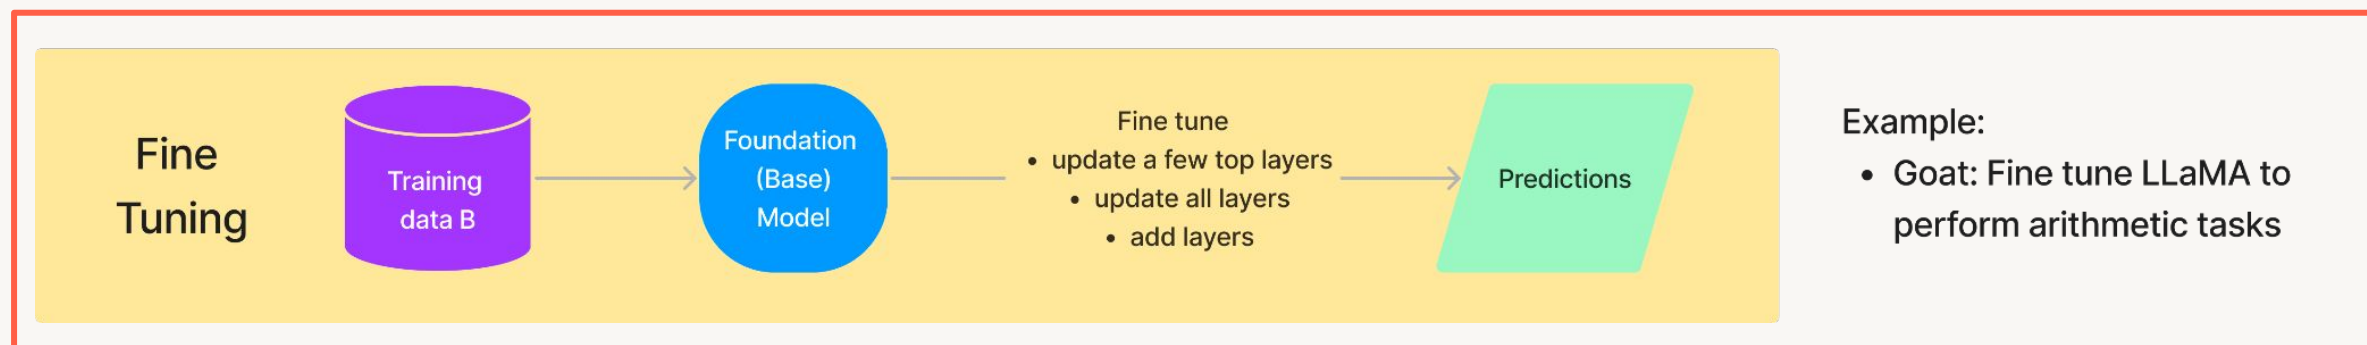 Fine
Tuning
Training
data B
Foundation
(Base)
Model
Fine tune
• update a few top layers
• update all layers
• add layers
Predictions
Example:
• Goat: Fine tune LLaMA to
perform arithmetic tasks